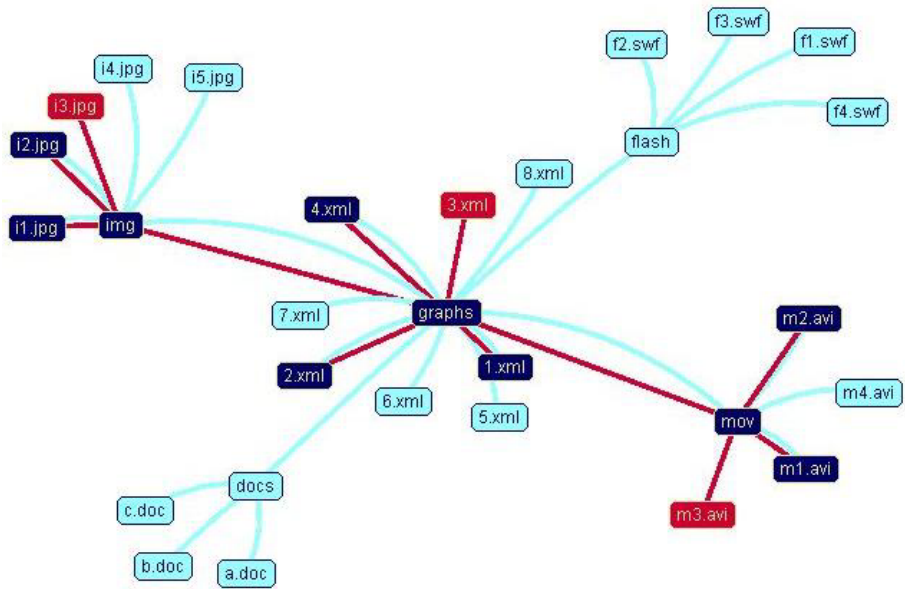 f3.swf
f2.swf
f1.swf
i4.jpg
i5.jpg
i3.jpg
f4.swf
i2.jpg
flash
8.xml
4.xml
3.xml
i1.jpg
img
7.xml
graphs
m2.avi
2.xml
1.xml
m4.avi
6.xml
5.xml
mov
m1.avi
docs
c.doc
m3.avi
b.doc
a.doc